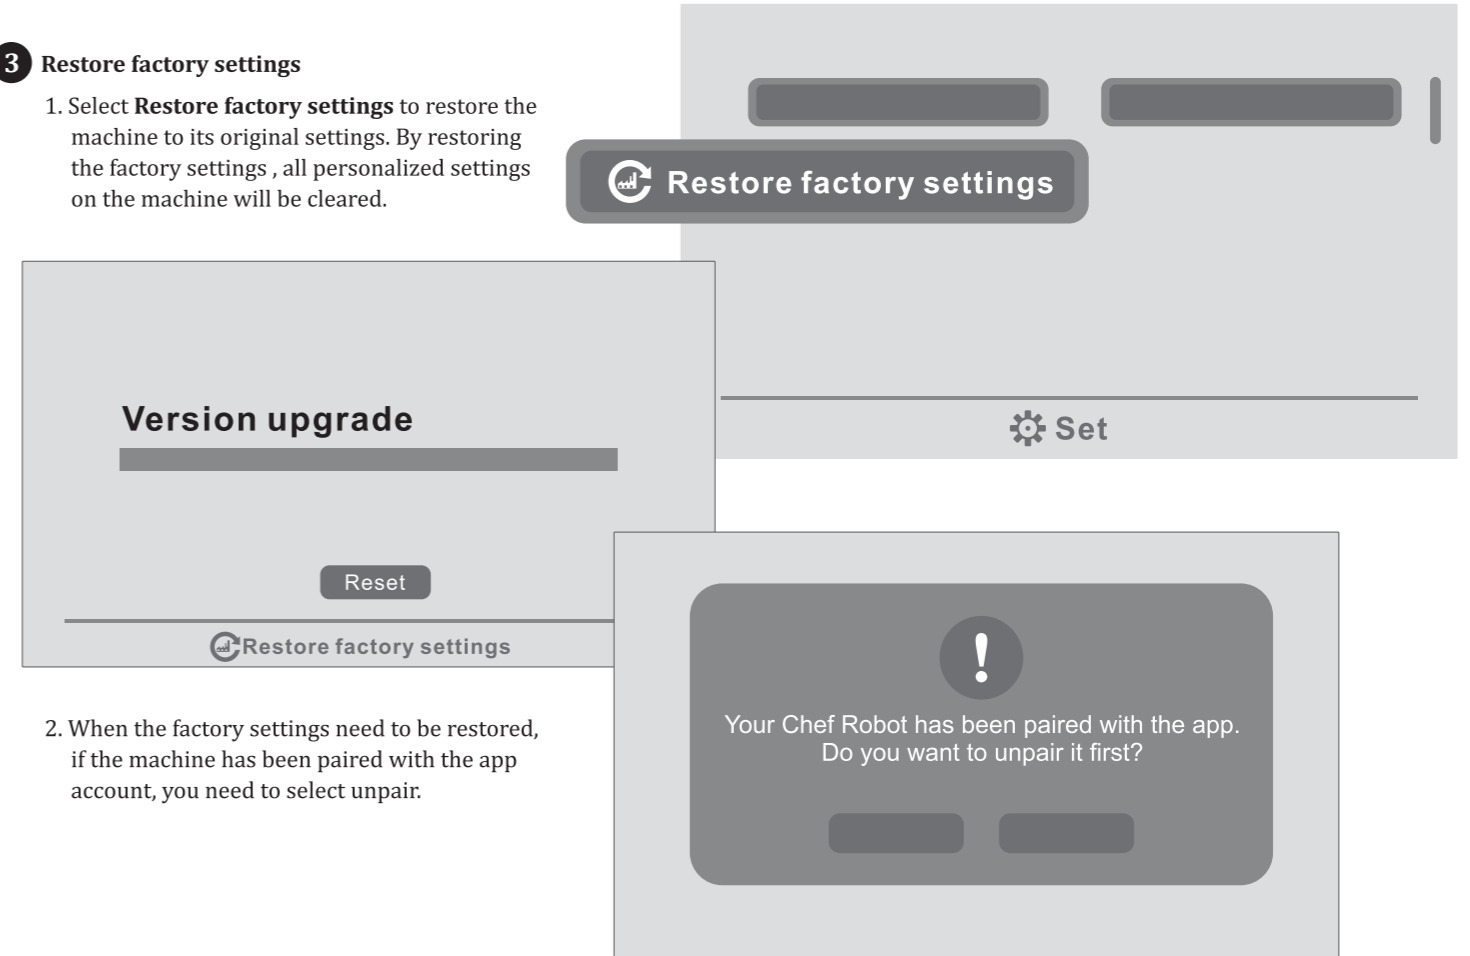 3 Restore factory settings
1. Select Restore factory settings to restore the
machine to its original settings. By restoring
the factory settings , all personalized settings
on the machine will be cleared.
Restore factory settings
Set
Version upgrade
Reset
Restore factory settings
2. When the factory settings need to be restored,
if the machine has been paired with the app
account, you need to select unpair.
!
Your Chef Robot has been paired with the app.
Do you want to unpair it first?